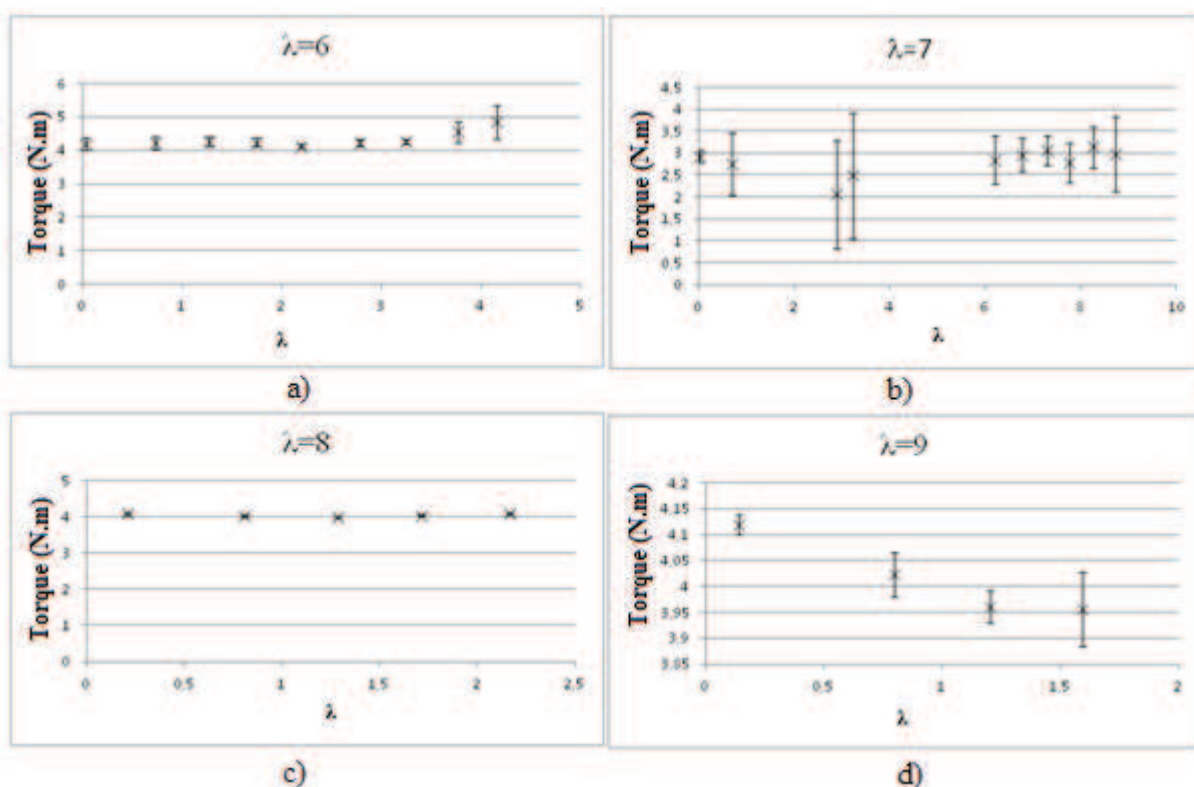 λ=6
Torque (N.m)
6
5
4
3
2
1
0
0 1 2 3 4 5
λ
a)
λ=7
Torque (N.m)
4.5
4
3.5
3
2.5
2
1.5
1
0.5
0
0 2 4 6 8 10
λ
b)
λ=8
Torque (N.m)
5
4
3
2
1
0
0 0.5 1 1.5 2 2.5
λ
c)
λ=9
Torque (N.m)
4.2
4.15
4.1
4.05
4
3.95
3.9
3.85
0 0.5 1 1.5 2
λ
d)